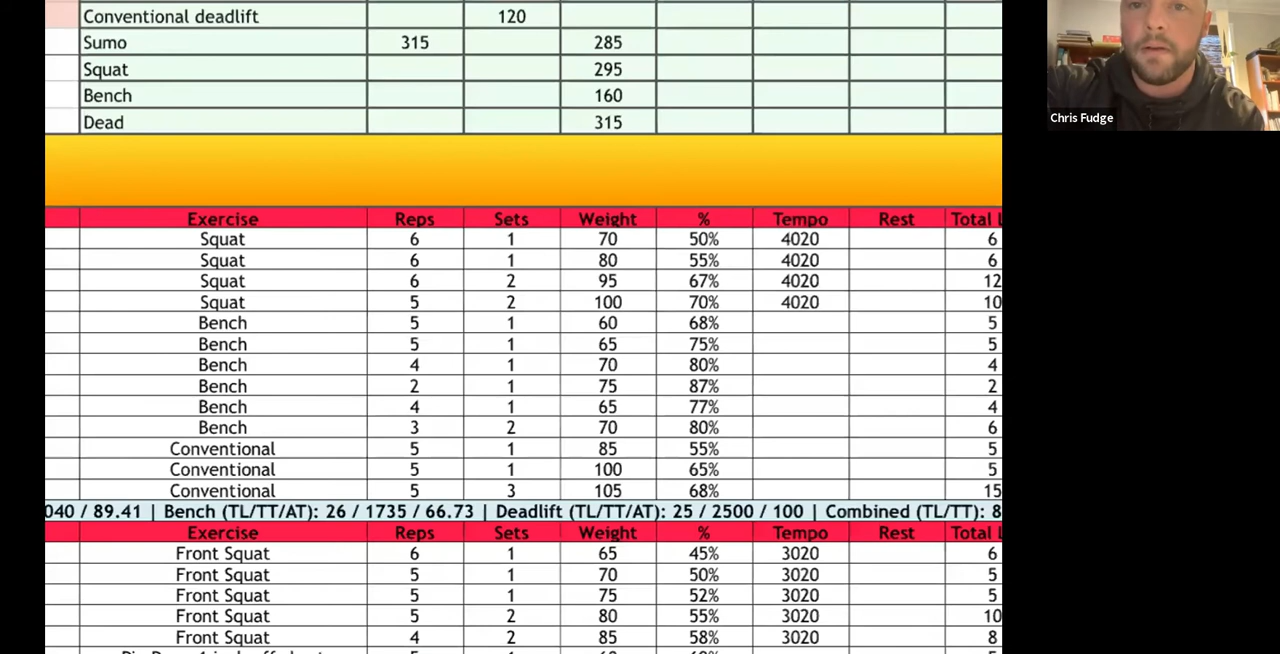 Conventional deadlift 120
Sumo 315 285
Squat 295
Bench 160
Dead 315
Chris Fudge
Exercise Reps Sets Weight % Tempo Rest Total
Squat 6 1 70 50% 4020 6
Squat 6 1 80 55% 4020 6
Squat 6 2 95 67% 4020 12
Squat 5 2 100 70% 4020 10
Bench 5 1 60 68% 5
Bench 5 1 65 75% 5
Bench 4 1 70 80% 4
Bench 2 1 75 87% 2
Bench 4 1 65 77% 4
Bench 3 2 70 80% 6
Conventional 5 1 85 55% 5
Conventional 5 1 100 65% 5
Conventional 5 3 105 68% 15
040 / 89.41 | Bench (TL/TT/AT): 26 / 1735 / 66.73 | Deadlift (TL/TT/AT): 25 / 2500 / 100 | Combined (TL/TT): 8
Exercise Reps Sets Weight % Tempo Rest Total
Front Squat 6 1 65 45% 3020 6
Front Squat 5 1 70 50% 3020 5
Front Squat 5 1 75 52% 3020 5
Front Squat 5 2 80 55% 3020 10
Front Squat 4 2 85 58% 3020 8